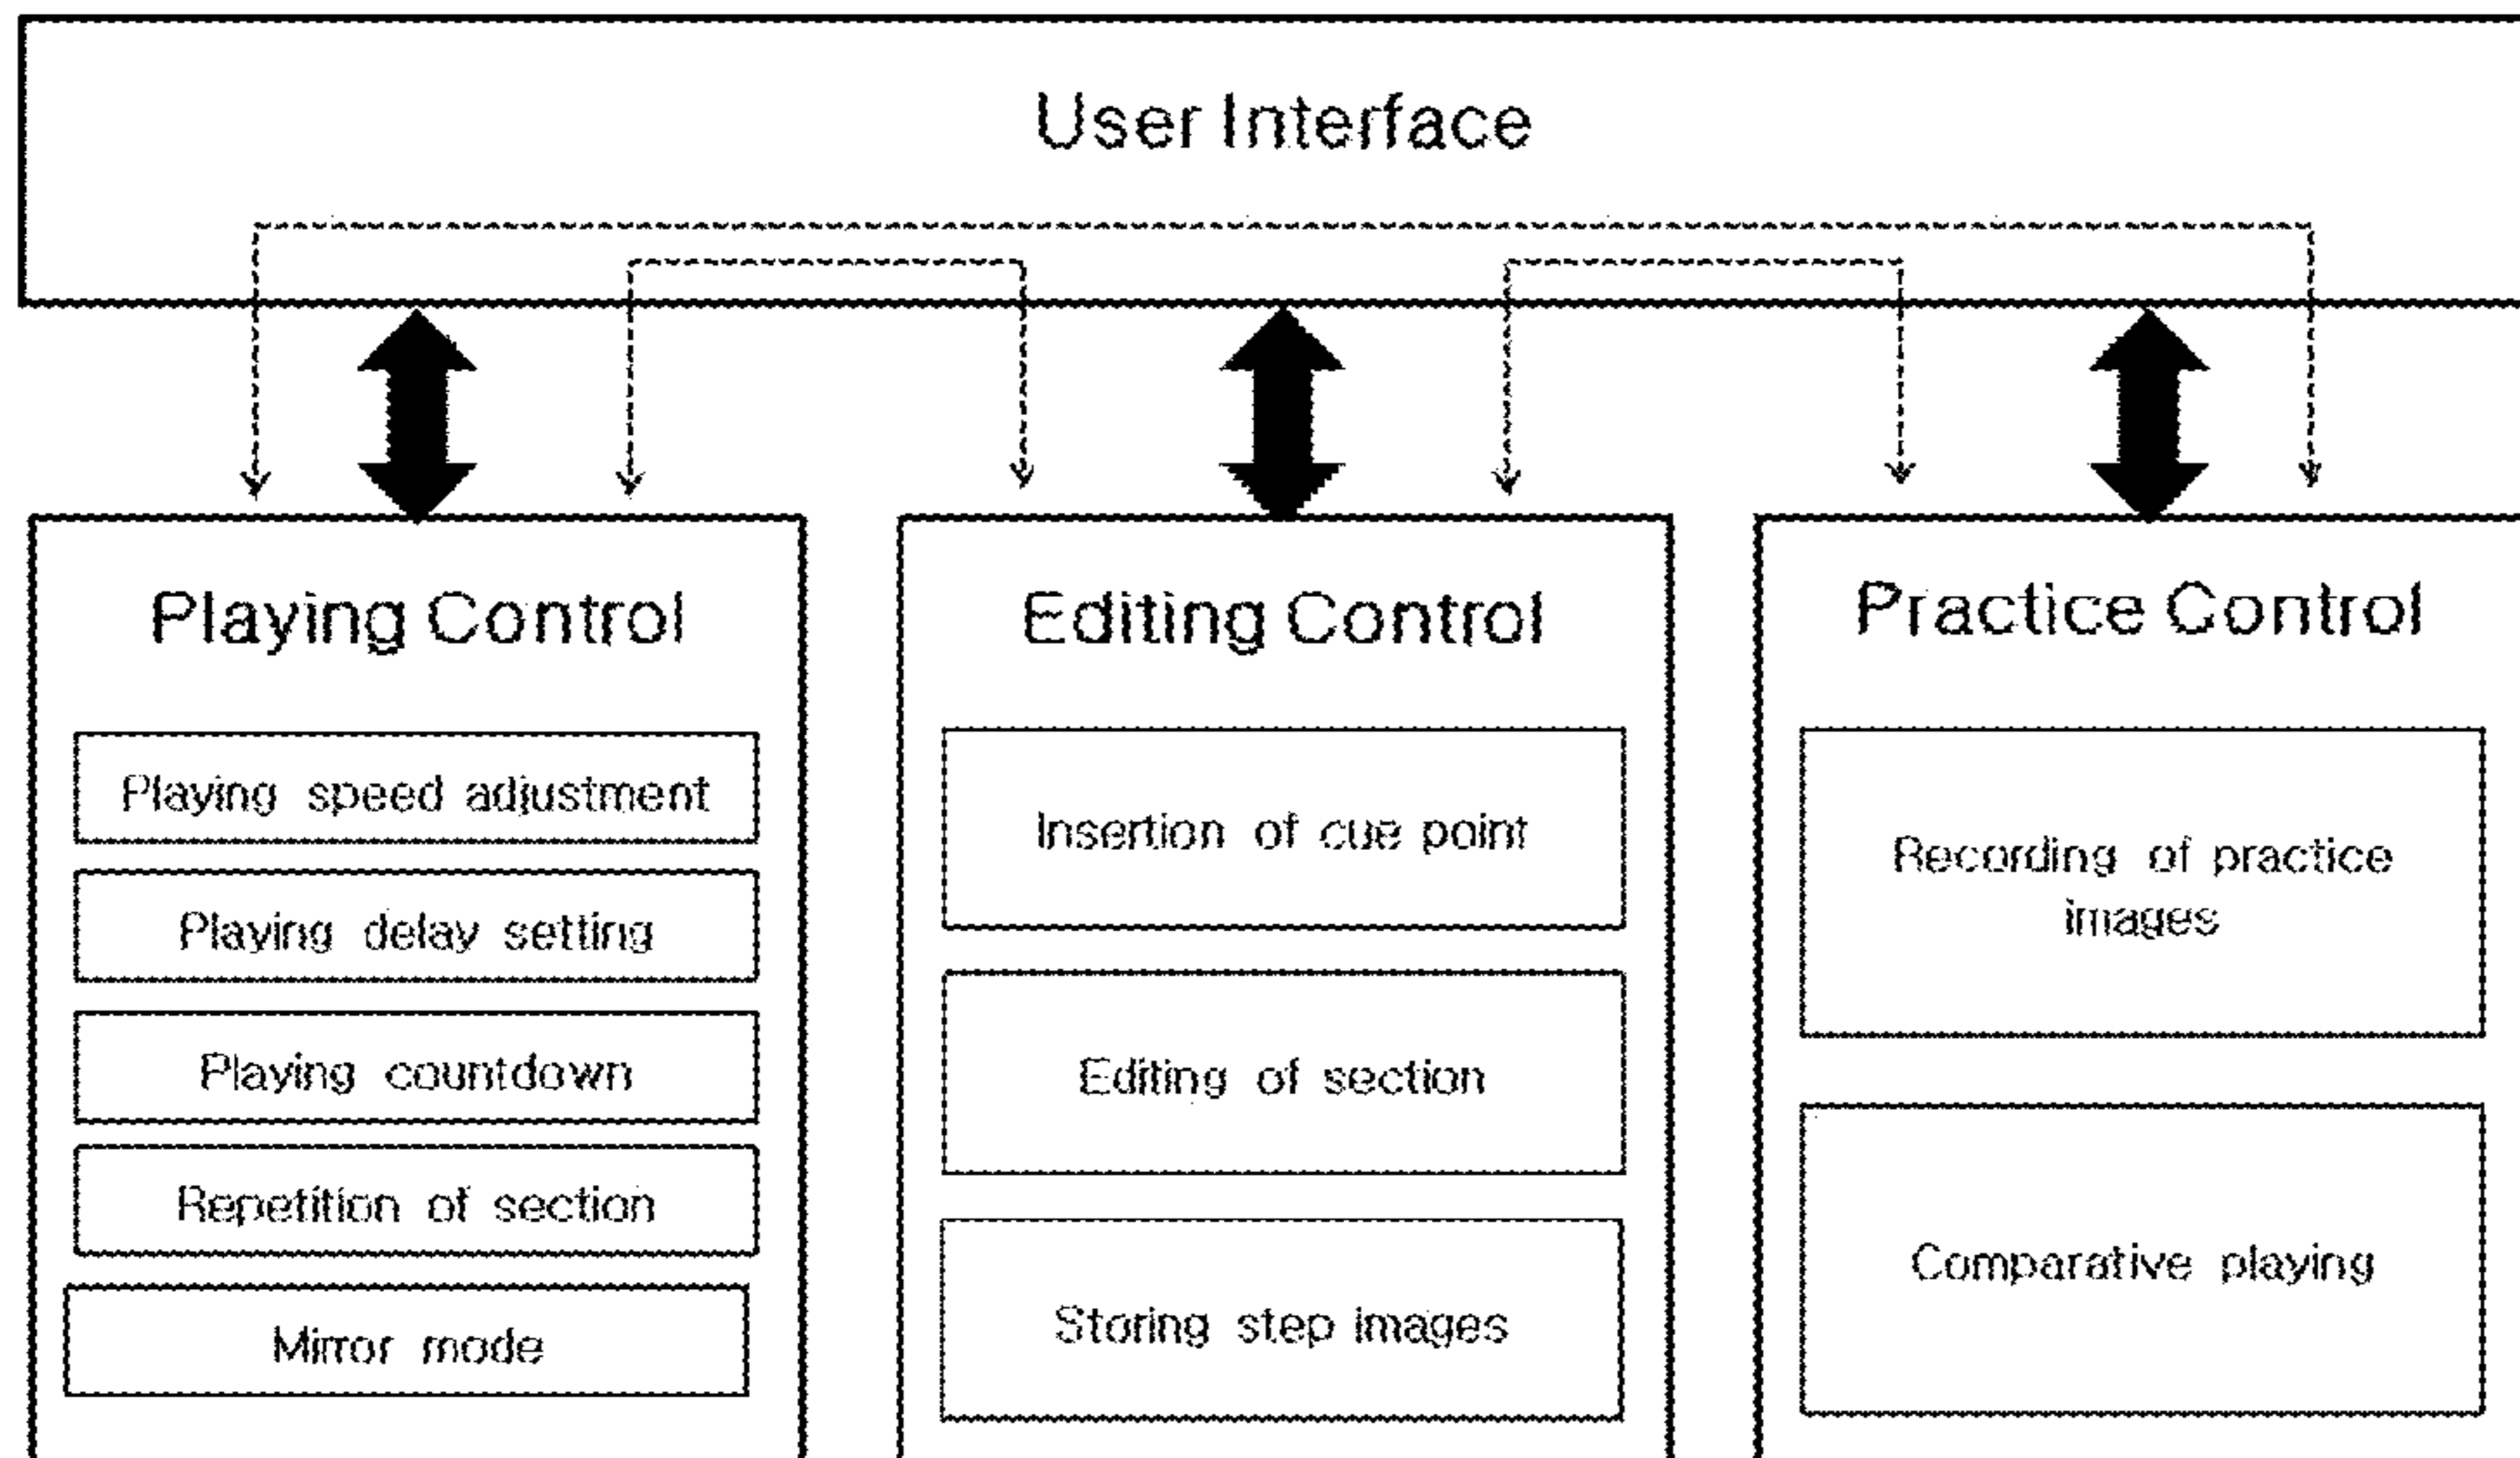 User Interface
Playing Control
Playing speed adjustment
Playing delay setting
Playing countdown
Repetition of section
Mirror mode
Editing Control
Insertion of cue point
Editing of section
Storing step images
Practice Control
Recording of practice
images
Comparative playing